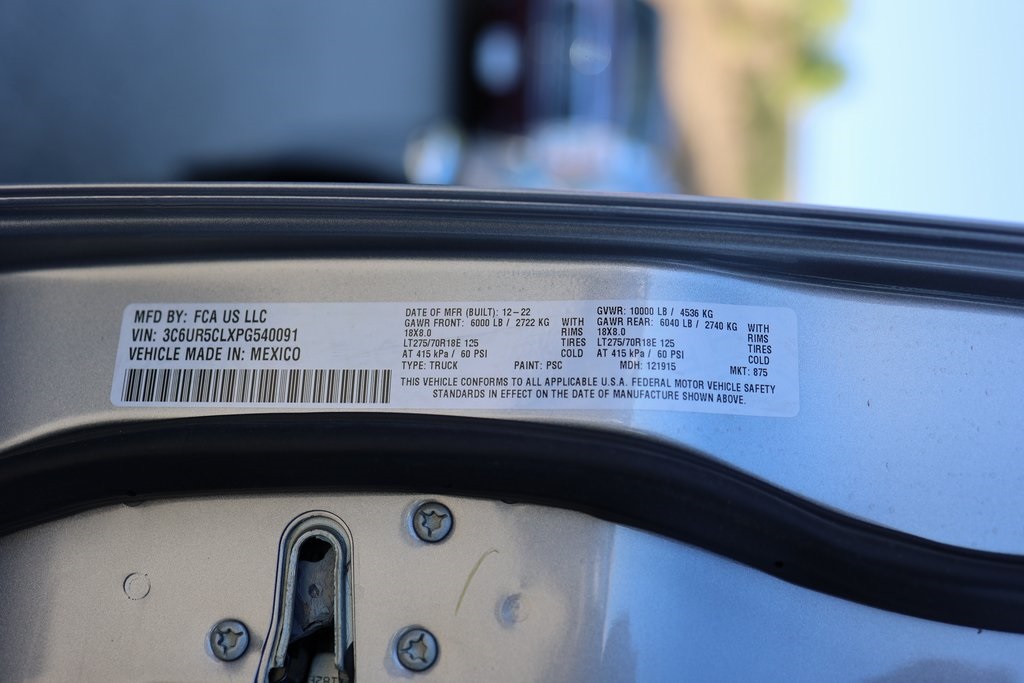 MFD BY: FCA US LLC
VIN: 3C6UR5CLXPG540091
VEHICLE MADE IN: MEXICO
DATE OF MFR (BUILT): 12-22
GAWR FRONT: 6000 LB / 2722 KG WITH
18X8.0 RIMS
LT275/70R18E 125 TIRES
AT 415 kPa / 60 PSI COLD
TYPE: TRUCK PAINT: PSC
GVWR: 10000 LB / 4536 KG
GAWR REAR: 6040 LB / 2740 KG WITH
18X8.0 RIMS
LT275/70R18E 125 TIRES
AT 415 kPa / 60 PSI COLD
MDH: 121915 MKT: 875
THIS VEHICLE CONFORMS TO ALL APPLICABLE U.S.A. FEDERAL MOTOR VEHICLE SAFETY
STANDARDS IN EFFECT ON THE DATE OF MANUFACTURE SHOWN ABOVE.